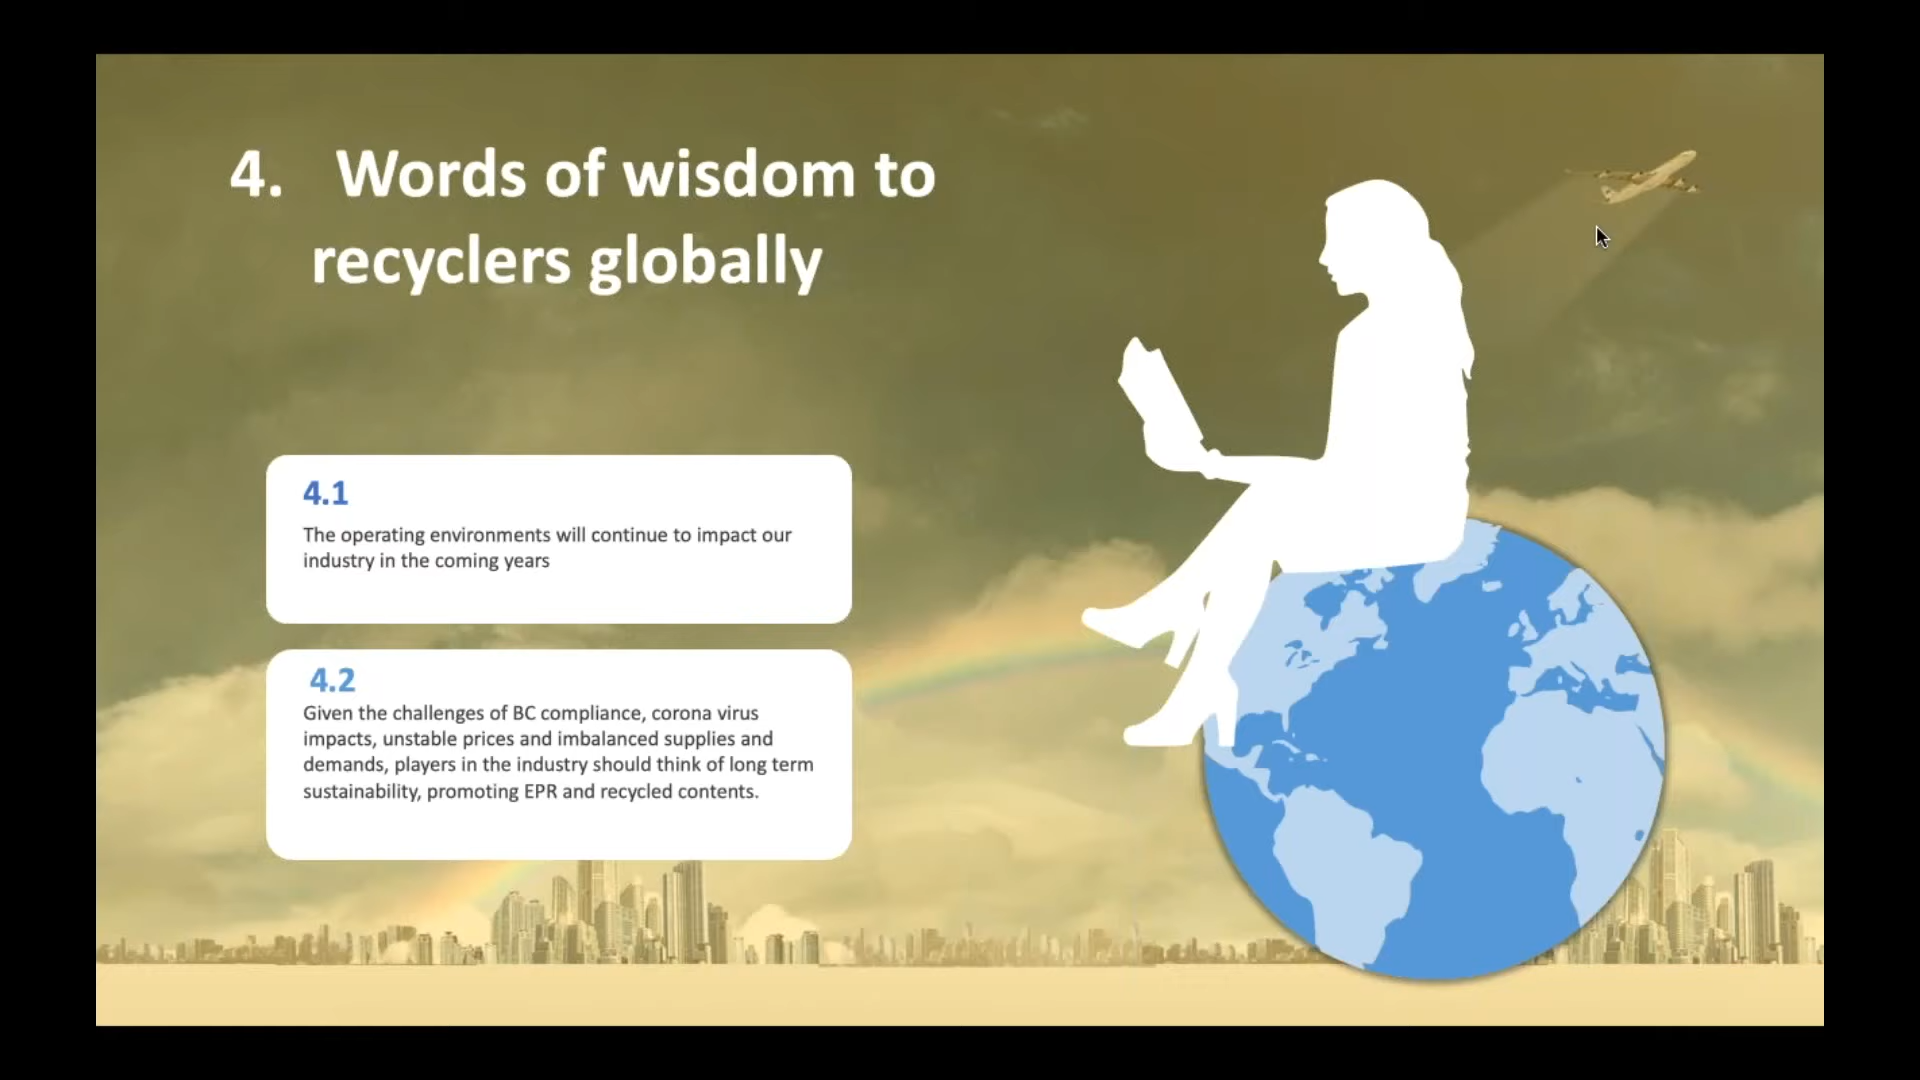 4. Words of wisdom to
recyclers globally
4.1
The operating environments will continue to impact our
industry in the coming years
4.2
Given the challenges of BC compliance, corona virus
impacts, unstable prices and imbalanced supplies and
demands, players in the industry should think of long term
sustainability, promoting EPR and recycled contents.